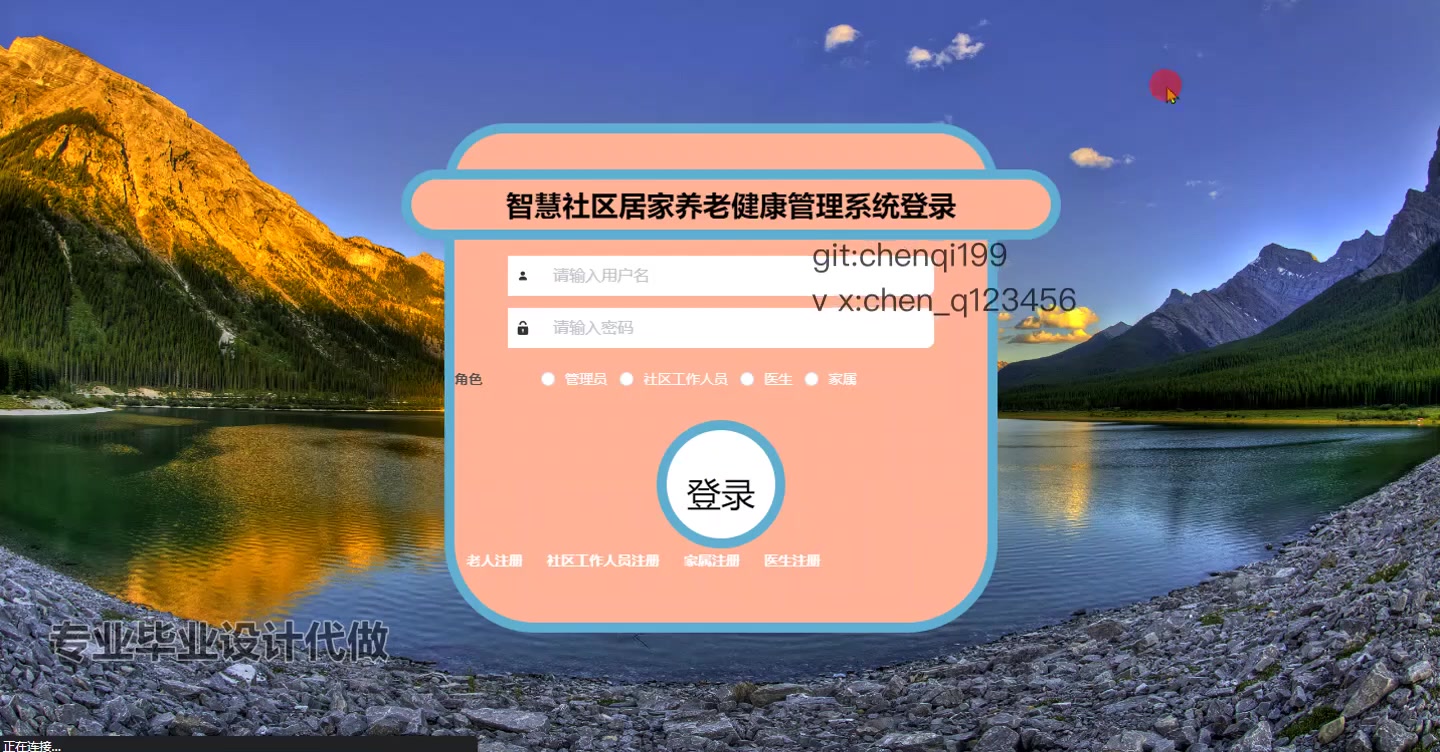 智慧社区居家养老健康管理系统登录
git:chenqi199
请输入用户名
v x:chen_q123456
请输入密码
角色 管理员 社区工作人员 医生 家属
登录
老人注册 社区工作人员注册 家属注册 医生注册
专业毕业设计代做
正在连接...